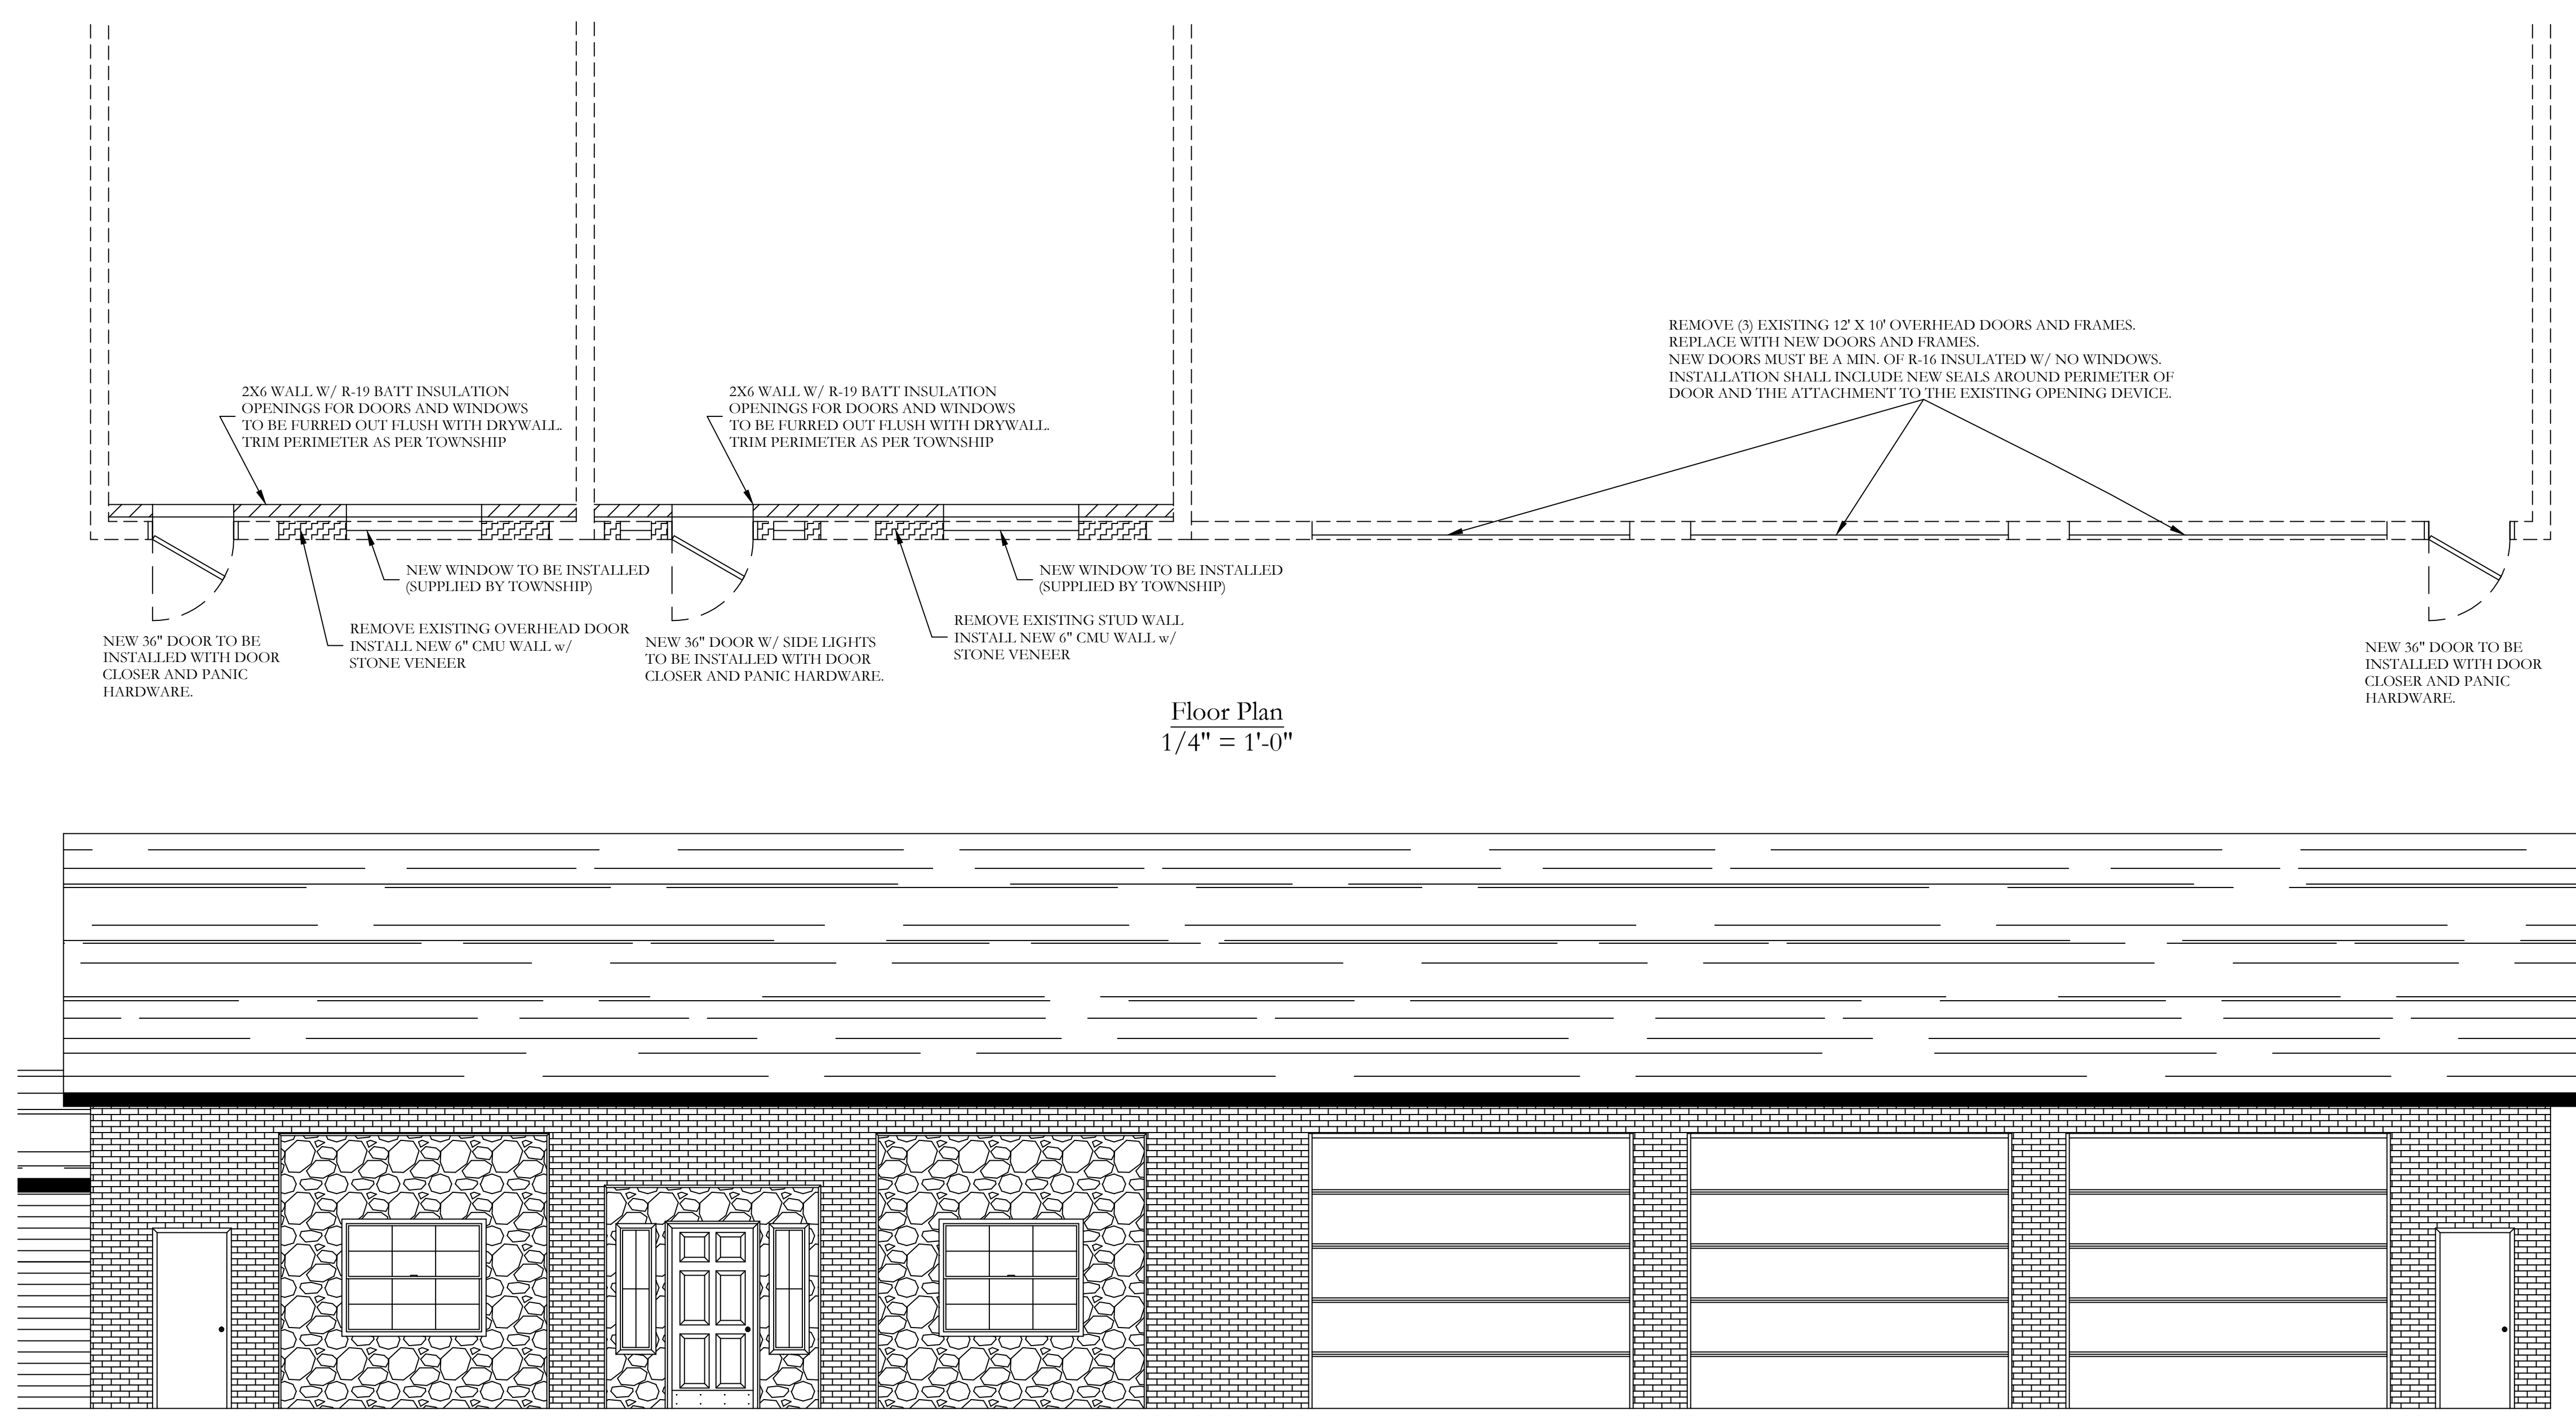 REMOVE (3) EXISTING 12' X 10' OVERHEAD DOORS AND FRAMES.
REPLACE WITH NEW DOORS AND FRAMES.
NEW DOORS MUST BE A MIN. OF R-16 INSULATED W/ NO WINDOWS.
INSTALLATION SHALL INCLUDE NEW SEALS AROUND PERIMETER OF
DOOR AND THE ATTACHMENT TO THE EXISTING OPENING DEVICE.
2X6 WALL W/ R-19 BATT INSULATION
OPENINGS FOR DOORS AND WINDOWS
TO BE FURRED OUT FLUSH WITH DRYWALL.
TRIM PERIMETER AS PER TOWNSHIP
2X6 WALL W/ R-19 BATT INSULATION
OPENINGS FOR DOORS AND WINDOWS
TO BE FURRED OUT FLUSH WITH DRYWALL.
TRIM PERIMETER AS PER TOWNSHIP
NEW WINDOW TO BE INSTALLED
(SUPPLIED BY TOWNSHIP)
NEW WINDOW TO BE INSTALLED
(SUPPLIED BY TOWNSHIP)
NEW 36" DOOR TO BE
INSTALLED WITH DOOR
CLOSER AND PANIC
HARDWARE.
REMOVE EXISTING OVERHEAD DOOR
INSTALL NEW 6" CMU WALL w/
STONE VENEER
NEW 36" DOOR W/ SIDE LIGHTS
TO BE INSTALLED WITH DOOR
CLOSER AND PANIC HARDWARE.
REMOVE EXISTING STUD WALL
INSTALL NEW 6" CMU WALL w/
STONE VENEER
NEW 36" DOOR TO BE
INSTALLED WITH DOOR
CLOSER AND PANIC
HARDWARE.
Floor Plan
1/4" = 1'-0"